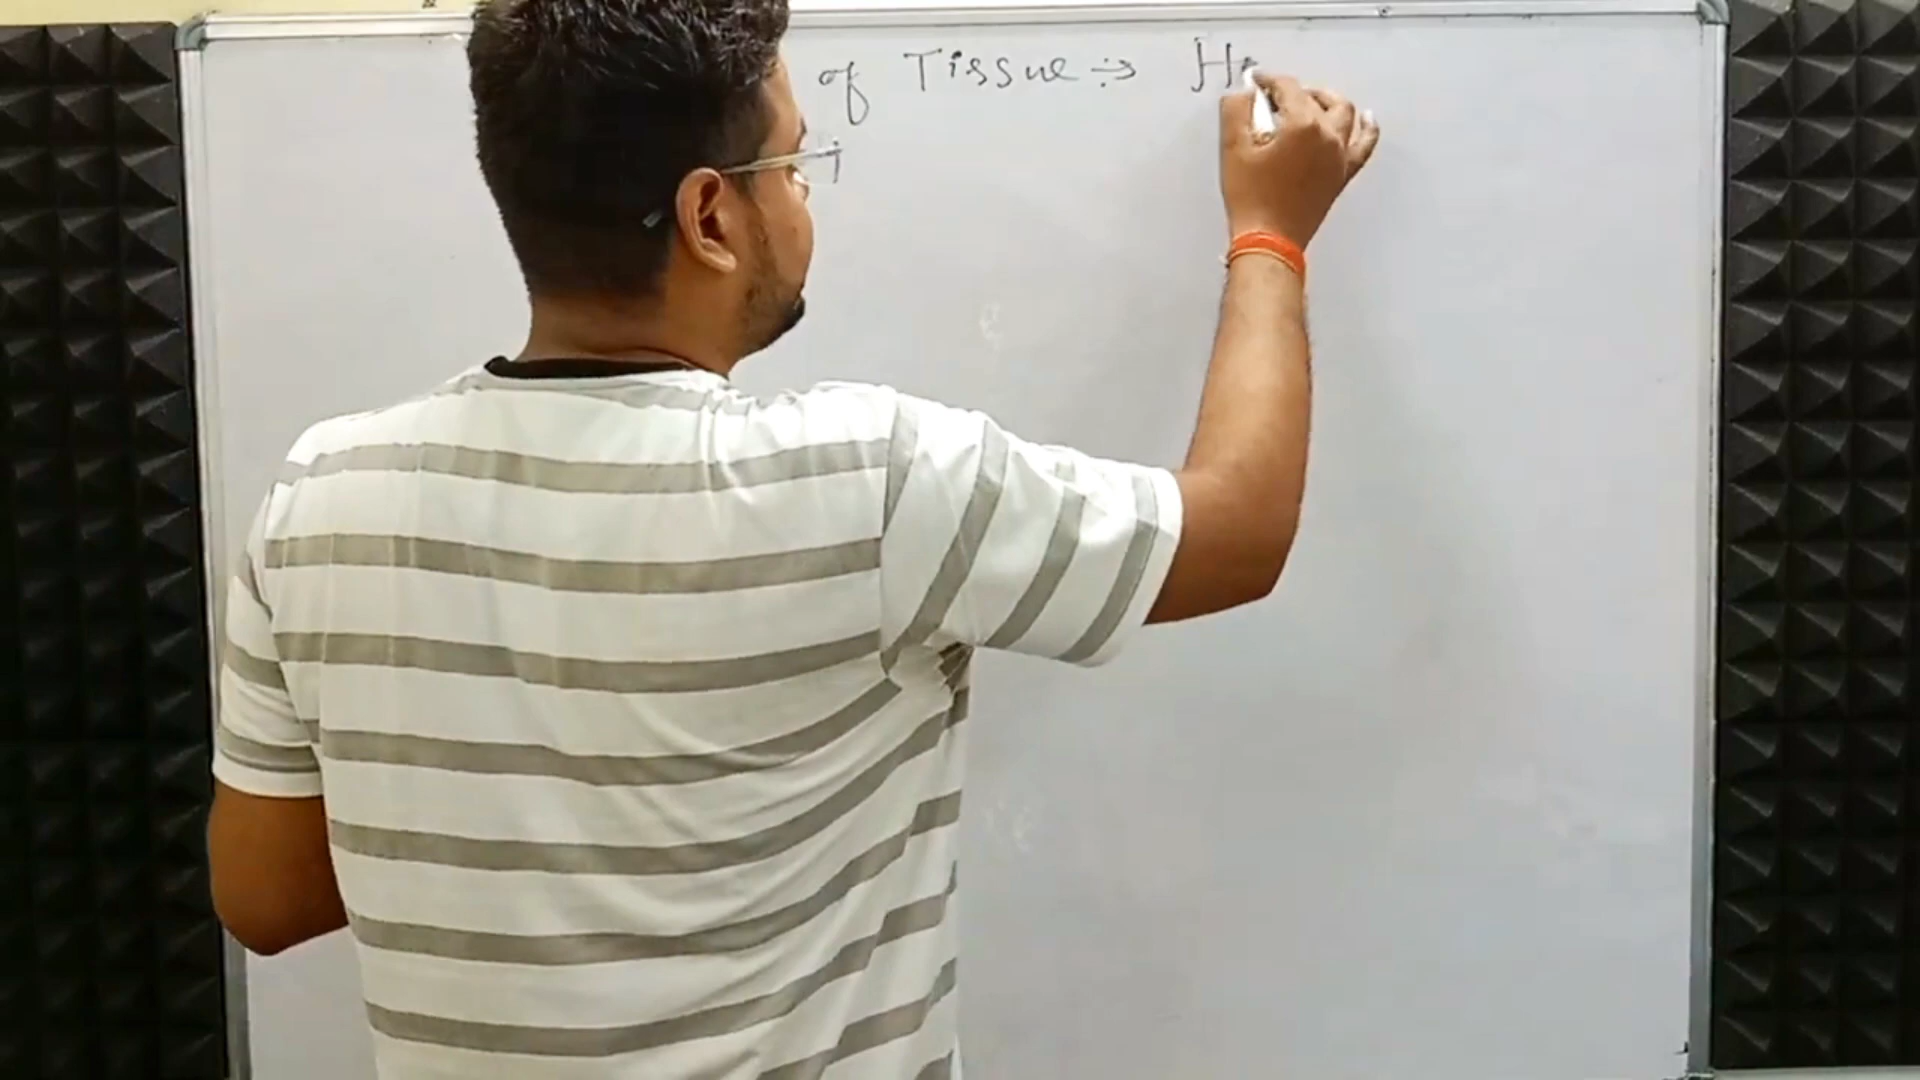 of Tissue :→ H